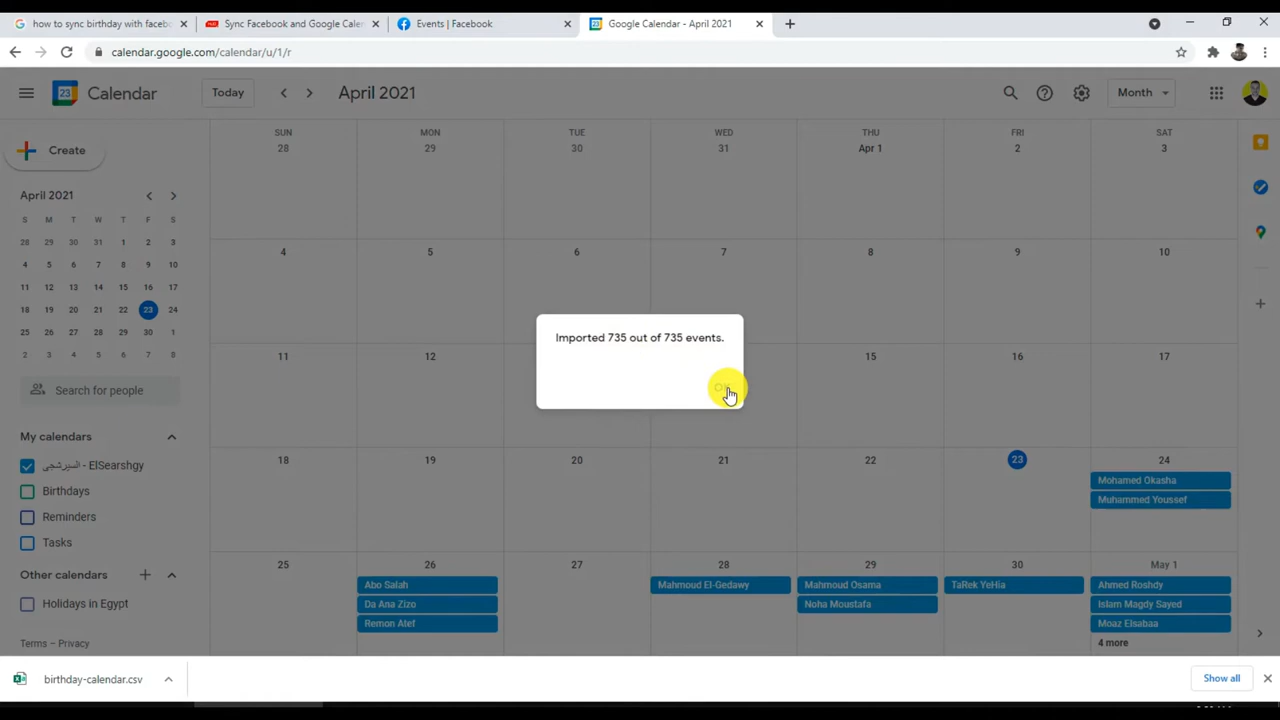 how to sync birthday with facebo
Sync Facebook and Google Calen
Events | Facebook
Google Calendar - April 2021
calendar.google.com/calendar/u/1/r
23
Calendar
Today
April 2021
Month
Create
April 2021
S M T W T F S
28 29 30 31 1 2 3
4 5 6 7 8 9 10
11 12 13 14 15 16 17
18 19 20 21 22 23 24
25 26 27 28 29 30 1
2 3 4 5 6 7 8
Search for people
My calendars
السيرشجي - ElSearshgy
Birthdays
Reminders
Tasks
Other calendars
Holidays in Egypt
Terms – Privacy
SUN MON TUE WED THU FRI SAT
28 29 30 31 Apr 1 2 3
4 5 6 7 8 9 10
Imported 735 out of 735 events.
11 12 15 16 17
18 19 20 21 22 23 24
Mohamed Okasha
Muhammed Youssef
25 26 27 28 29 30 May 1
Abo Salah
Da Ana Zizo
Remon Atef
Mahmoud El-Gedawy
Mahmoud Osama
Noha Moustafa
TaRek YeHia
Ahmed Roshdy
Islam Magdy Sayed
Moaz Elsabaa
4 more
birthday-calendar.csv
Show all